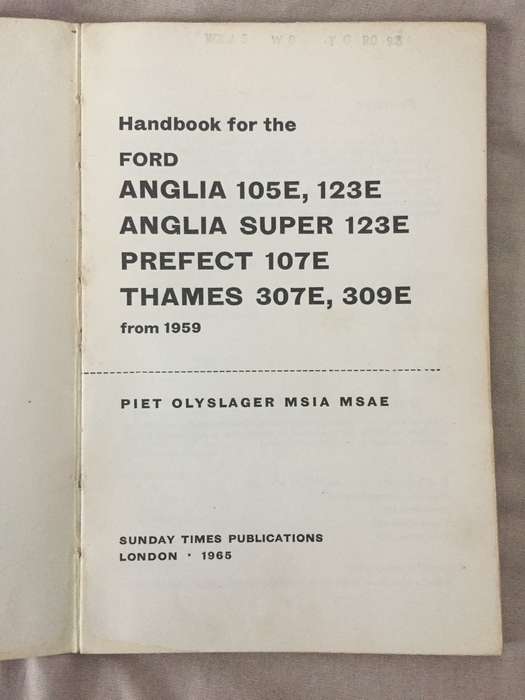 Handbook for the
FORD
ANGLIA 105E, 123E
ANGLIA SUPER 123E
PREFECT 107E
THAMES 307E, 309E
from 1959
PIET OLYSLAGER MSIA MSAE
SUNDAY TIMES PUBLICATIONS
LONDON · 1965